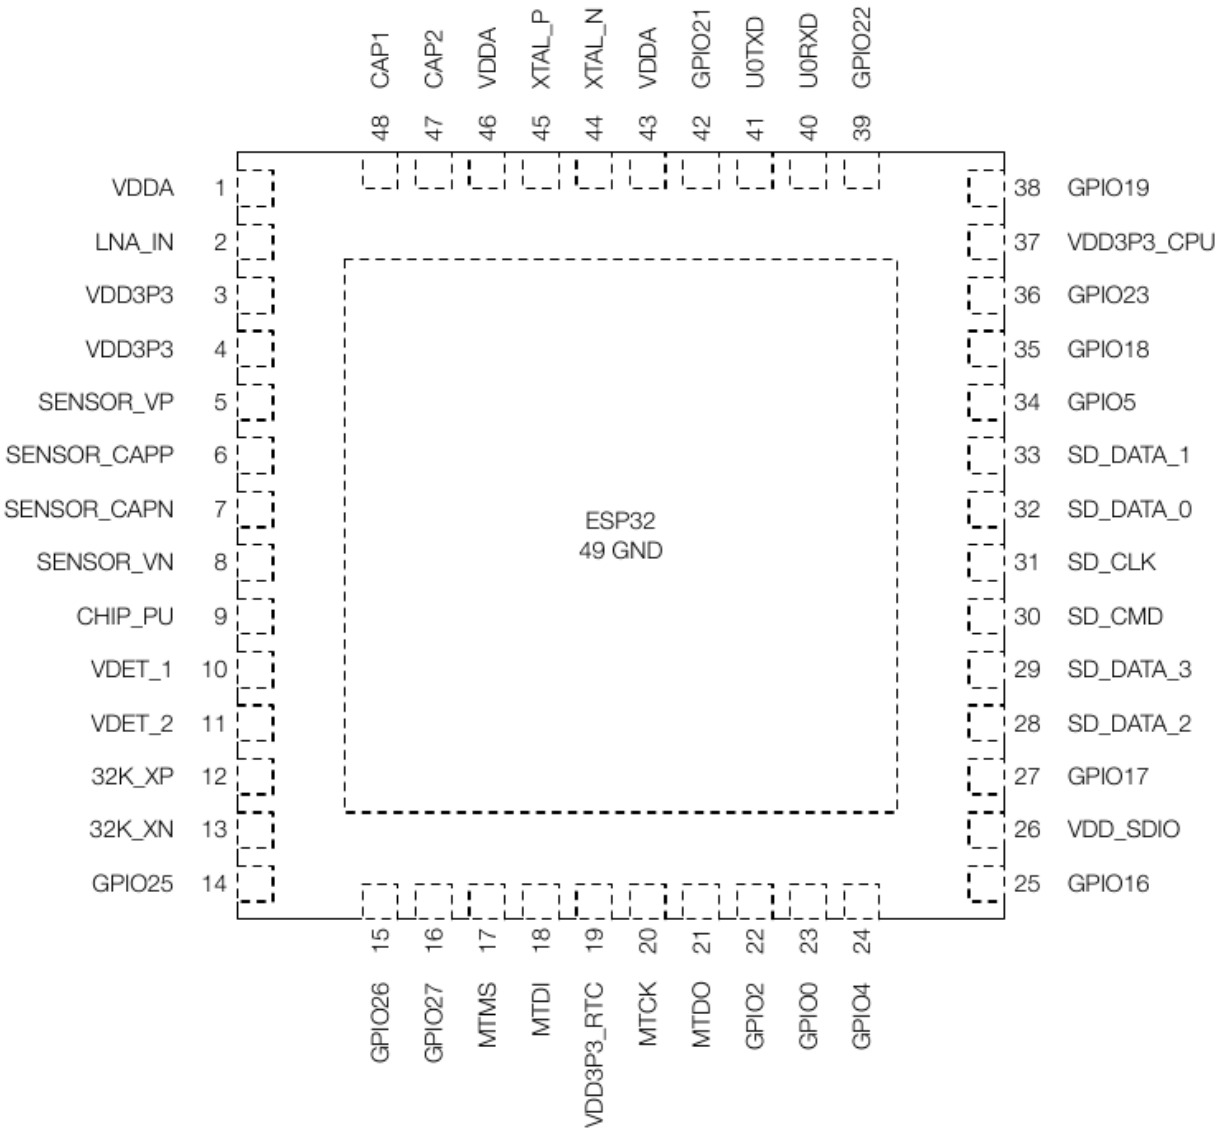 CAP1
CAP2
VDDA
XTAL_P
XTAL_N
VDDA
GPIO21
U0TXD
U0RXD
GPIO22
48
47
46
45
44
43
42
41
40
39
VDDA 1
LNA_IN 2
VDD3P3 3
VDD3P3 4
SENSOR_VP 5
SENSOR_CAPP 6
SENSOR_CAPN 7
SENSOR_VN 8
CHIP_PU 9
VDET_1 10
VDET_2 11
32K_XP 12
32K_XN 13
GPIO25 14
ESP32
49 GND
38 GPIO19
37 VDD3P3_CPU
36 GPIO23
35 GPIO18
34 GPIO5
33 SD_DATA_1
32 SD_DATA_0
31 SD_CLK
30 SD_CMD
29 SD_DATA_3
28 SD_DATA_2
27 GPIO17
26 VDD_SDIO
25 GPIO16
15
16
17
18
19
20
21
22
23
24
GPIO26
GPIO27
MTMS
MTDI
VDD3P3_RTC
MTCK
MTDO
GPIO2
GPIO0
GPIO4